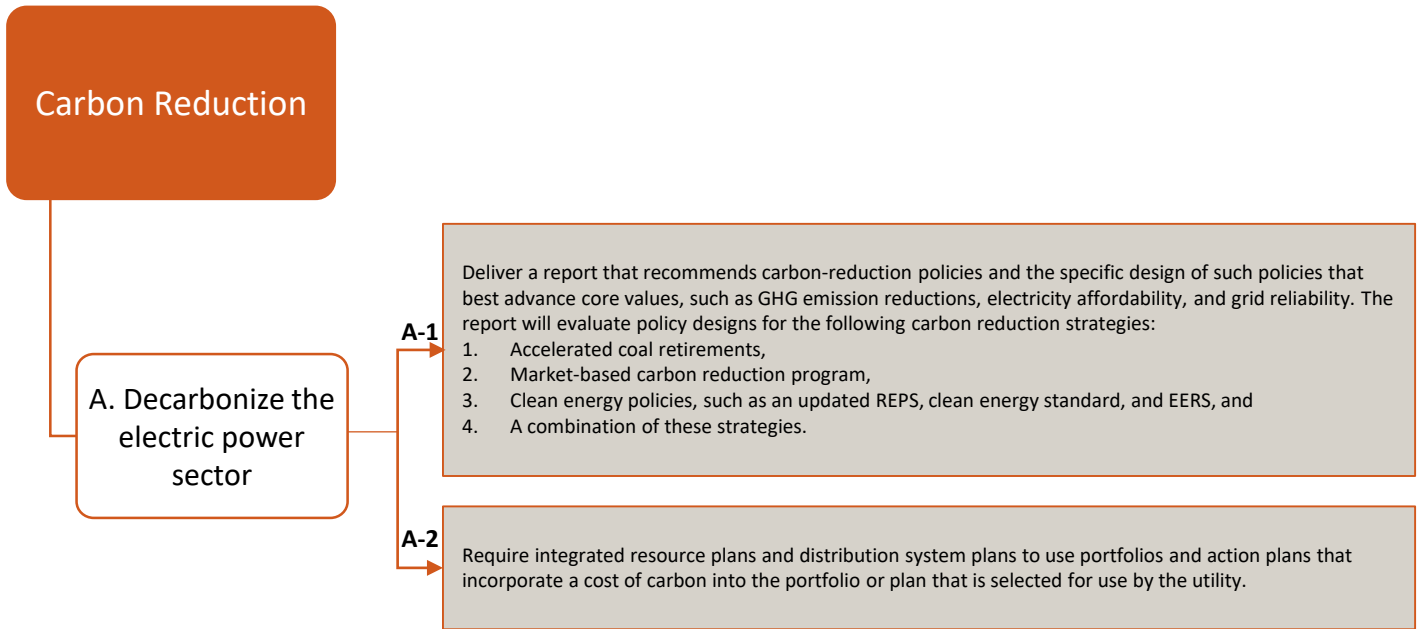 Carbon Reduction
A. Decarbonize the
electric power
sector
A-1
Deliver a report that recommends carbon-reduction policies and the specific design of such policies that
best advance core values, such as GHG emission reductions, electricity affordability, and grid reliability. The
report will evaluate policy designs for the following carbon reduction strategies:
1. Accelerated coal retirements,
2. Market-based carbon reduction program,
3. Clean energy policies, such as an updated REPS, clean energy standard, and EERS, and
4. A combination of these strategies.
A-2
Require integrated resource plans and distribution system plans to use portfolios and action plans that
incorporate a cost of carbon into the portfolio or plan that is selected for use by the utility.